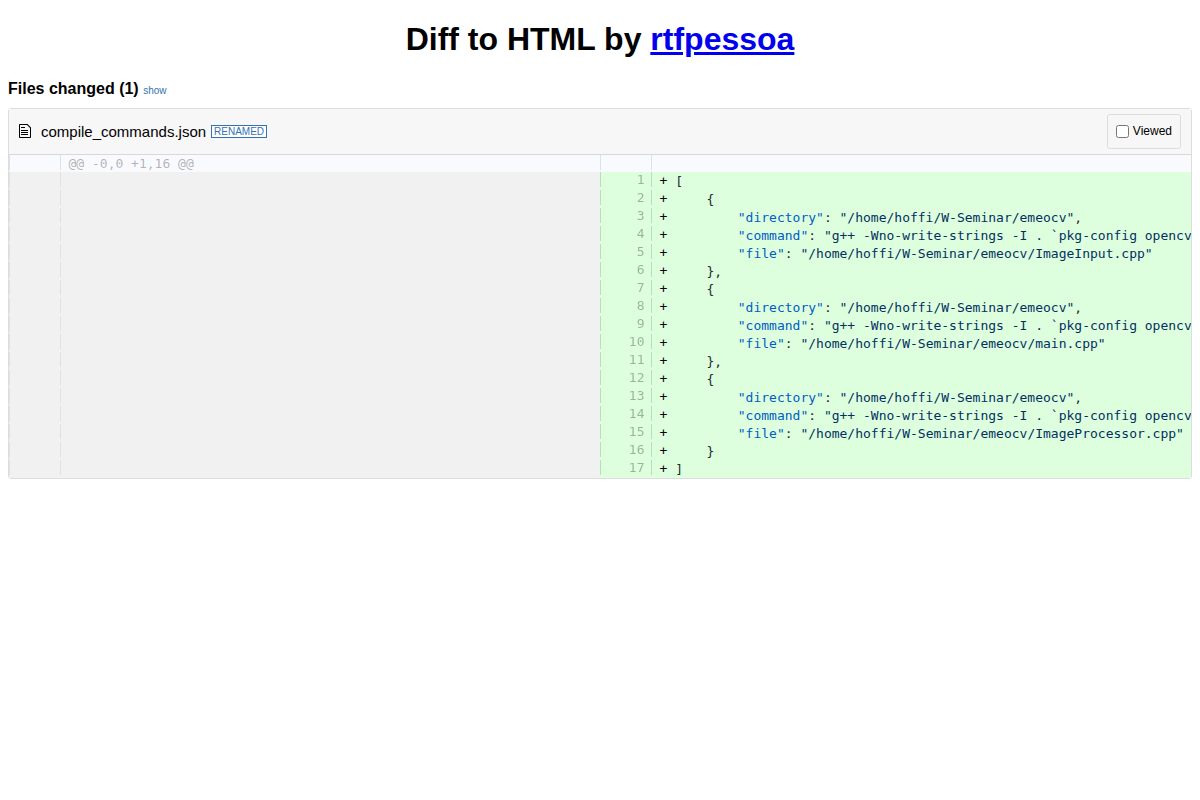 Diff to HTML by rtfpessoa
Files changed (1) show
compile_commands.json RENAMED Viewed
@@ -0,0 +1,16 @@
1 + [
2 +     {
3 +         "directory": "/home/hoffi/W-Seminar/emeocv",
4 +         "command": "g++ -Wno-write-strings -I . `pkg-config opencv
5 +         "file": "/home/hoffi/W-Seminar/emeocv/ImageInput.cpp"
6 +     },
7 +     {
8 +         "directory": "/home/hoffi/W-Seminar/emeocv",
9 +         "command": "g++ -Wno-write-strings -I . `pkg-config opencv
10 +         "file": "/home/hoffi/W-Seminar/emeocv/main.cpp"
11 +     },
12 +     {
13 +         "directory": "/home/hoffi/W-Seminar/emeocv",
14 +         "command": "g++ -Wno-write-strings -I . `pkg-config opencv
15 +         "file": "/home/hoffi/W-Seminar/emeocv/ImageProcessor.cpp"
16 +     }
17 + ]